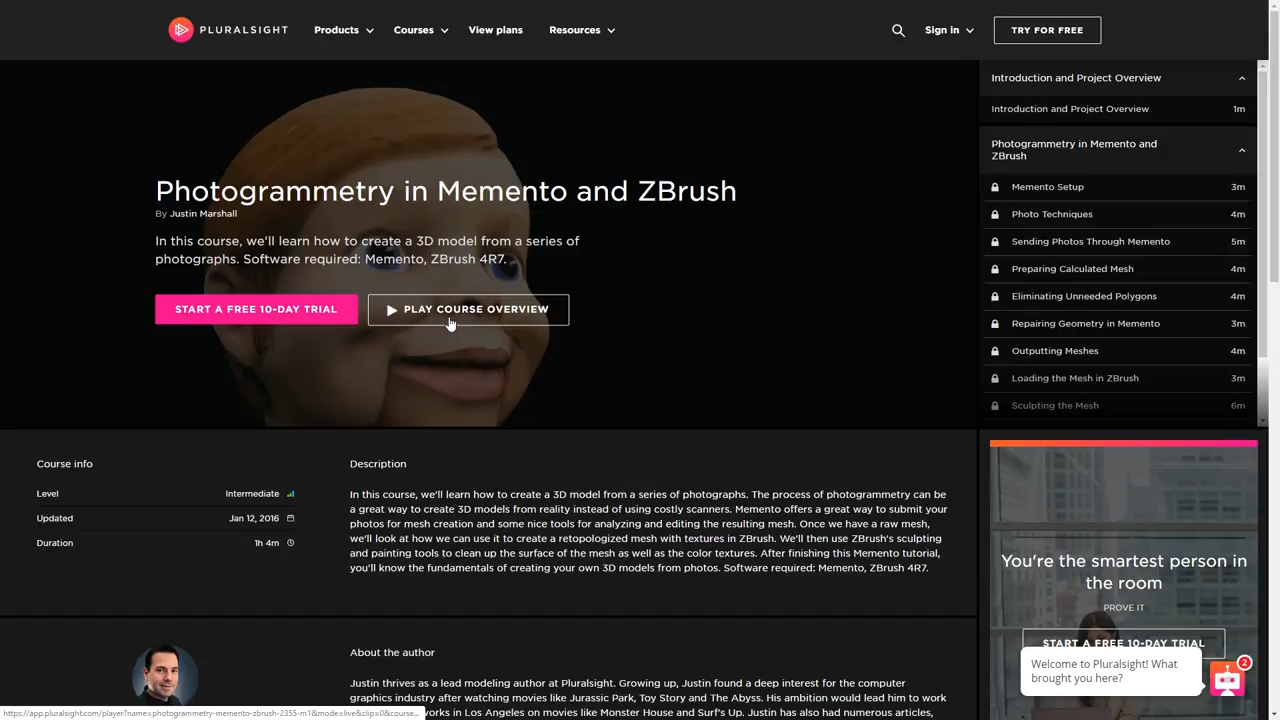 PLURALSIGHT
Products
Courses
View plans
Resources
Sign In
TRY FOR FREE
Photogrammetry in Memento and ZBrush
By Justin Marshall
In this course, we'll learn how to create a 3D model from a series of
photographs. Software required: Memento, ZBrush 4R7.
START A FREE 10-DAY TRIAL
PLAY COURSE OVERVIEW
Introduction and Project Overview
Introduction and Project Overview 1m
Photogrammetry in Memento and
ZBrush
Memento Setup 3m
Photo Techniques 4m
Sending Photos Through Memento 5m
Preparing Calculated Mesh 4m
Eliminating Unneeded Polygons 4m
Repairing Geometry in Memento 3m
Outputting Meshes 4m
Loading the Mesh in ZBrush 3m
Sculpting the Mesh 6m
Course info
Level Intermediate
Updated Jan 12, 2016
Duration 1h 4m
Description
In this course, we'll learn how to create a 3D model from a series of photographs. The process of photogrammetry can be
a great way to create 3D models from reality instead of using costly scanners. Memento offers a great way to submit your
photos for mesh creation and some nice tools for analyzing and editing the resulting mesh. Once we have a raw mesh,
we'll look at how we can use it to create a retopologized mesh with textures in ZBrush. We'll then use ZBrush's sculpting
and painting tools to clean up the surface of the mesh as well as the color textures. After finishing this Memento tutorial,
you'll know the fundamentals of creating your own 3D models from photos. Software required: Memento, ZBrush 4R7.
You're the smartest person in
the room
PROVE IT
START A FREE 10-DAY TRIAL
Welcome to Pluralsight! What
brought you here?
2
About the author
Justin thrives as a lead modeling author at Pluralsight. Growing up, Justin found a deep interest for the computer
graphics industry after watching movies like Jurassic Park, Toy Story and The Abyss. His ambition would lead him to work
works in Los Angeles on movies like Monster House and Surf's Up. Justin has also had numerous articles,
https://app.pluralsight.com/player?name=photogrammetry-memento-zbrush-2355-m1&mode=live&clip=0&course...